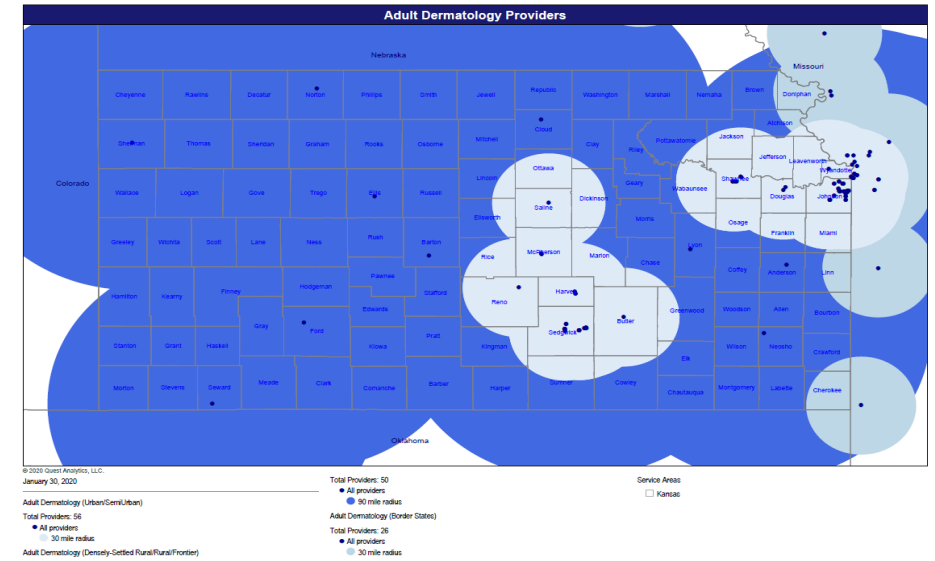 Adult Dermatology Providers
Nebraska
Missouri
Cheyenne Rawlins Decatur Norton Phillips Smith Jewell Republic Washington Marshall Nemaha Brown Doniphan
Atchison
Sherman Thomas Sheridan Graham Rooks Osborne Mitchell Cloud Clay Riley Pottawatomie Jackson
Jefferson Leavenworth
Colorado
Wallace Logan Gove Trego Ellis Russell Lincoln Ottawa Dickinson Geary Wabaunsee Shawnee Wyandotte
Saline Douglas Johnson
Ellsworth Morris Osage
Greeley Wichita Scott Lane Ness Rush Barton Rice McPherson Marion Chase Lyon Franklin Miami
Hamilton Kearny Finney Hodgeman Pawnee Stafford Reno Harvey Coffey Anderson Linn
Gray Ford Edwards Sedgwick Butler Greenwood Woodson Allen Bourbon
Stanton Grant Haskell Kiowa Pratt Kingman Elk Wilson Neosho Crawford
Morton Stevens Seward Meade Clark Comanche Barber Harper Sumner Cowley Chautauqua Montgomery Labette Cherokee
Oklahoma
© 2020 Quest Analytics, LLC.
January 30, 2020
Adult Dermatology (Urban/SemiUrban)
Total Providers: 56
All providers
30 mile radius
Adult Dermatology (Densely-Settled Rural/Rural/Frontier)
Total Providers: 50
All providers
90 mile radius
Adult Dermatology (Border States)
Total Providers: 26
All providers
30 mile radius
Service Areas
Kansas